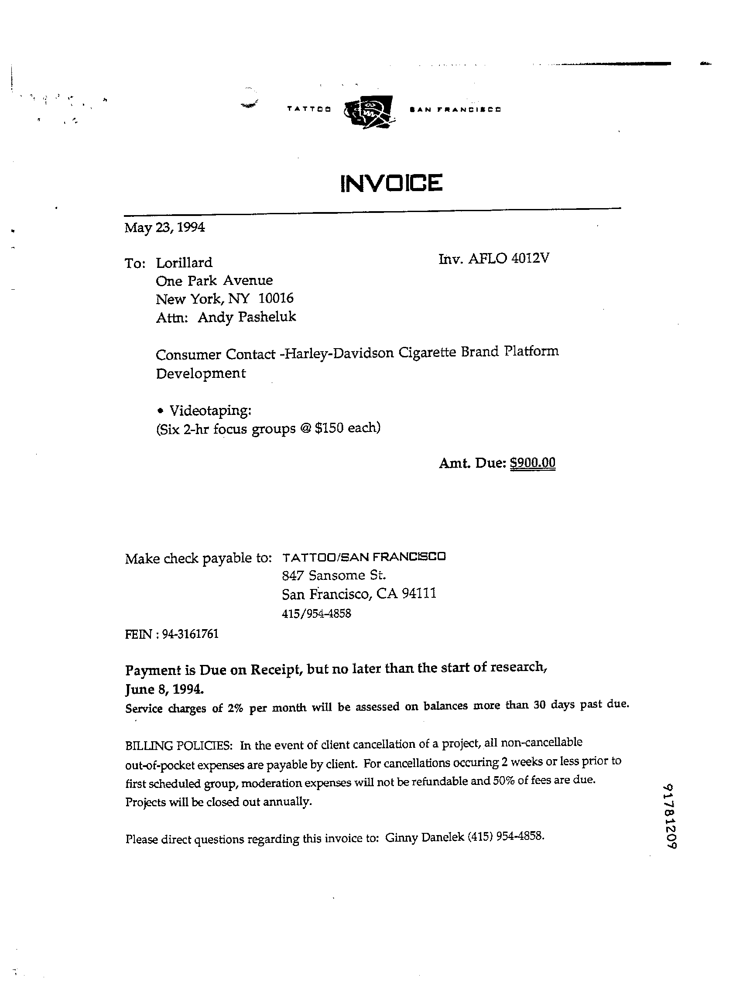 TATTOO SAN FRANCISCO
INVOICE
May 23, 1994
To: Lorillard Inv. AFLO 4012V
One Park Avenue
New York, NY 10016
Attn: Andy Pasheluk
Consumer Contact -Harley-Davidson Cigarette Brand Platform
Development
• Videotaping:
(Six 2-hr focus groups @ $150 each)
Amt. Due: $900.00
Make check payable to: TATTOO/SAN FRANCISCO
847 Sansome St.
San Francisco, CA 94111
415/954-4858
FEIN : 94-3161761
Payment is Due on Receipt, but no later than the start of research,
June 8, 1994.
Service charges of 2% per month will be assessed on balances more than 30 days past due.
BILLING POLICIES: In the event of client cancellation of a project, all non-cancellable
out-of-pocket expenses are payable by client. For cancellations occuring 2 weeks or less prior to
first scheduled group, moderation expenses will not be refundable and 50% of fees are due.
Projects will be closed out annually.
Please direct questions regarding this invoice to: Ginny Danelek (415) 954-4858.
91781209